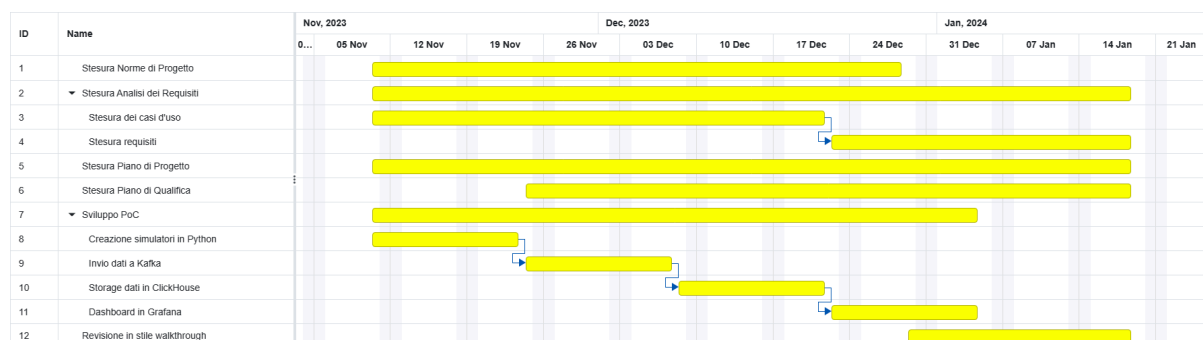 ID Name Nov, 2023 Dec, 2023 Jan, 2024
0... 05 Nov 12 Nov 19 Nov 26 Nov 03 Dec 10 Dec 17 Dec 24 Dec 31 Dec 07 Jan 14 Jan 21 Jan
1 Stesura Norme di Progetto
2 Stesura Analisi dei Requisiti
3 Stesura dei casi d'uso
4 Stesura requisiti
5 Stesura Piano di Progetto
6 Stesura Piano di Qualifica
7 Sviluppo PoC
8 Creazione simulatori in Python
9 Invio dati a Kafka
10 Storage dati in ClickHouse
11 Dashboard in Grafana
12 Revisione in stile walkthrough